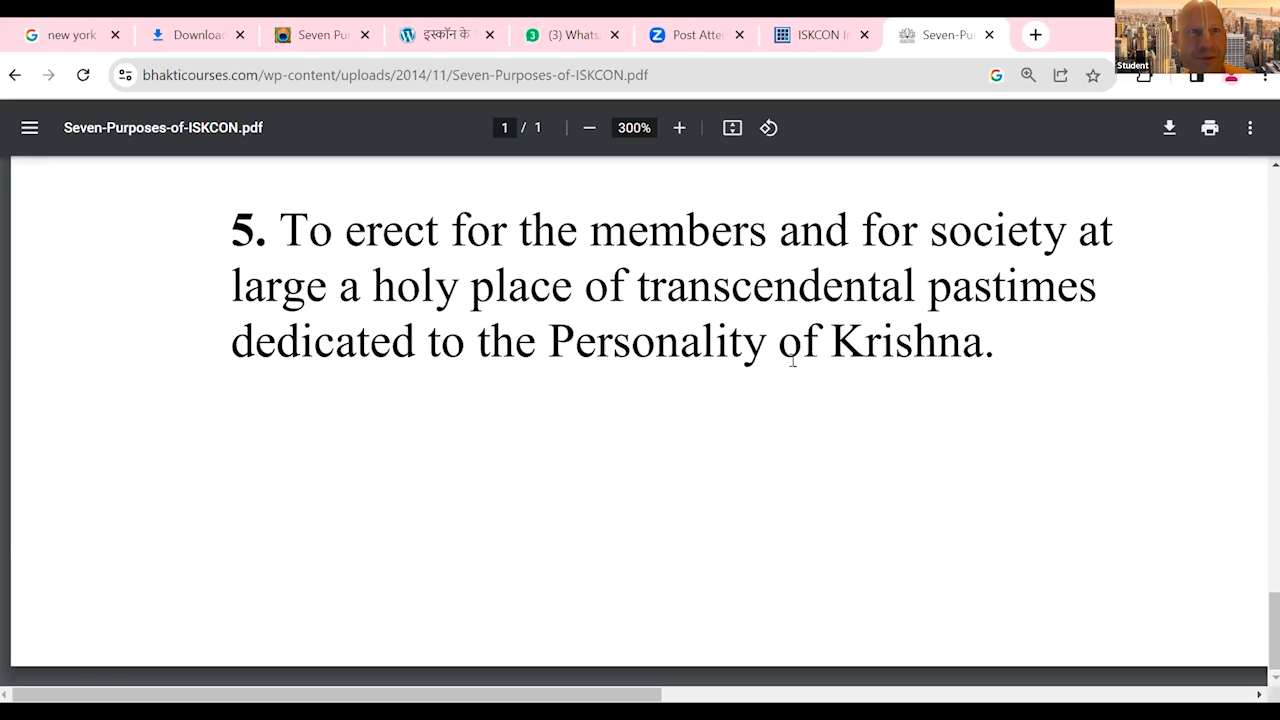 new york
Downloa
Seven Pu
इस्कॉन के
(3) Whats
Post Atte
ISKCON I
Seven-Pu
Student
bhakticourses.com/wp-content/uploads/2014/11/Seven-Purposes-of-ISKCON.pdf
Seven-Purposes-of-ISKCON.pdf
1 / 1
300%
5. To erect for the members and for society at
large a holy place of transcendental pastimes
dedicated to the Personality of Krishna.